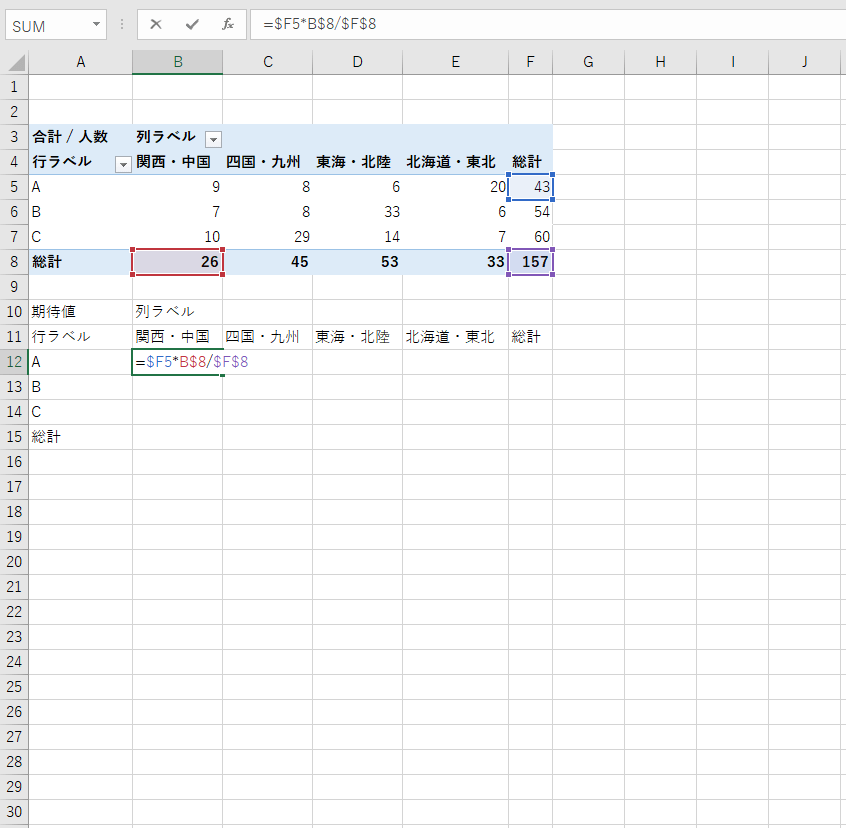 SUM =$F5*B$8/$F$8
A B C D E F G H I J
1
2
3 合計 / 人数 列ラベル
4 行ラベル 関西・中国 四国・九州 東海・北陸 北海道・東北 総計
5 A 9 8 6 20 43
6 B 7 8 33 6 54
7 C 10 29 14 7 60
8 総計 26 45 53 33 157
9
10 期待値 列ラベル
11 行ラベル 関西・中国 四国・九州 東海・北陸 北海道・東北 総計
12 A =$F5*B$8/$F$8
13 B
14 C
15 総計
16
17
18
19
20
21
22
23
24
25
26
27
28
29
30